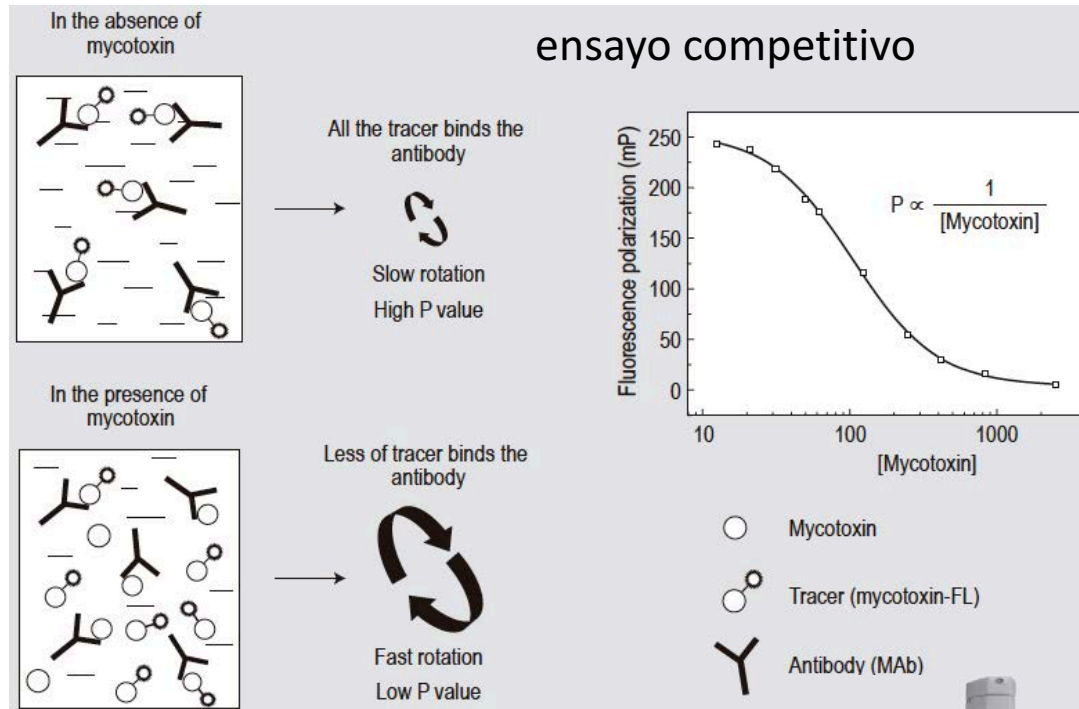 In the absence of
mycotoxin
ensayo competitivo
All the tracer binds the
antibody
Slow rotation
High P value
In the presence of
mycotoxin
Less of tracer binds the
antibody
Fast rotation
Low P value
Fluorescence polarization (mP)
250
200
150
100
50
0
P ∝ 1
[Mycotoxin]
10 100 1000
[Mycotoxin]
Mycotoxin
Tracer (mycotoxin-FL)
Antibody (MAb)